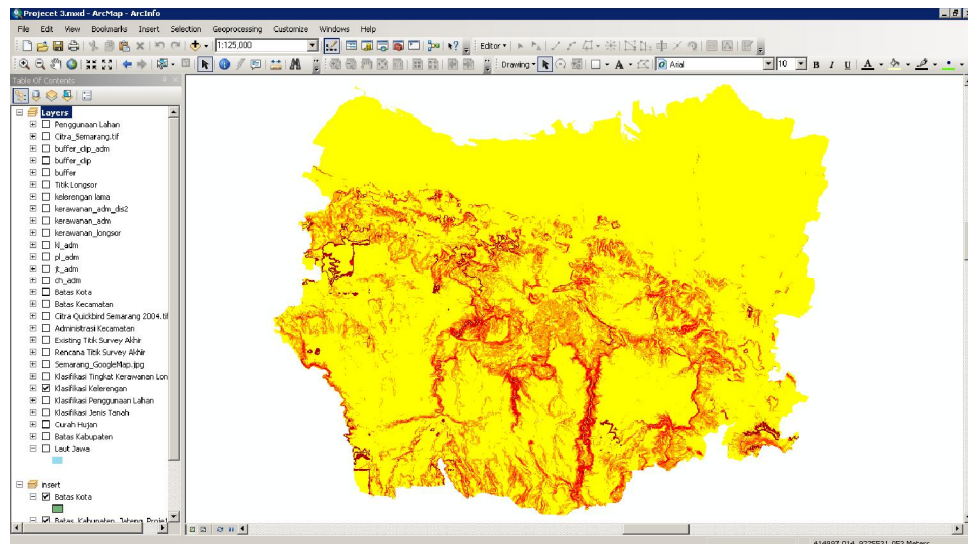 Projecet 3.mxd - ArcMap - ArcInfo
File Edit View Bookmarks Insert Selection Geoprocessing Customize Windows Help
1:125,000
Editor
Drawing
Arial
10
B I U A
Table Of Contents
Layers
Penggunaan Lahan
Citra_Semarang.tif
buffer_clip_adm
buffer_clip
buffer
Titik Longsor
kelerengan lama
kerawanan_adm_dis2
kerawanan_adm
kerawanan_longsor
kl_adm
pl_adm
jt_adm
ch_adm
Batas Kota
Batas Kecamatan
Citra Quickbird Semarang 2004.tif
Administrasi Kecamatan
Existing Titik Survey Akhir
Rencana Titik Survey Akhir
Semarang_GoogleMap.jpg
Klasifikasi Tingkat Kerawanan Lon
Klasifikasi Kelerengan
Klasifikasi Penggunaan Lahan
Klasifikasi Jenis Tanah
Curah Hujan
Batas Kabupaten
Laut Jawa
insert
Batas Kota
Batas_Kabupaten_Jateng_Proje